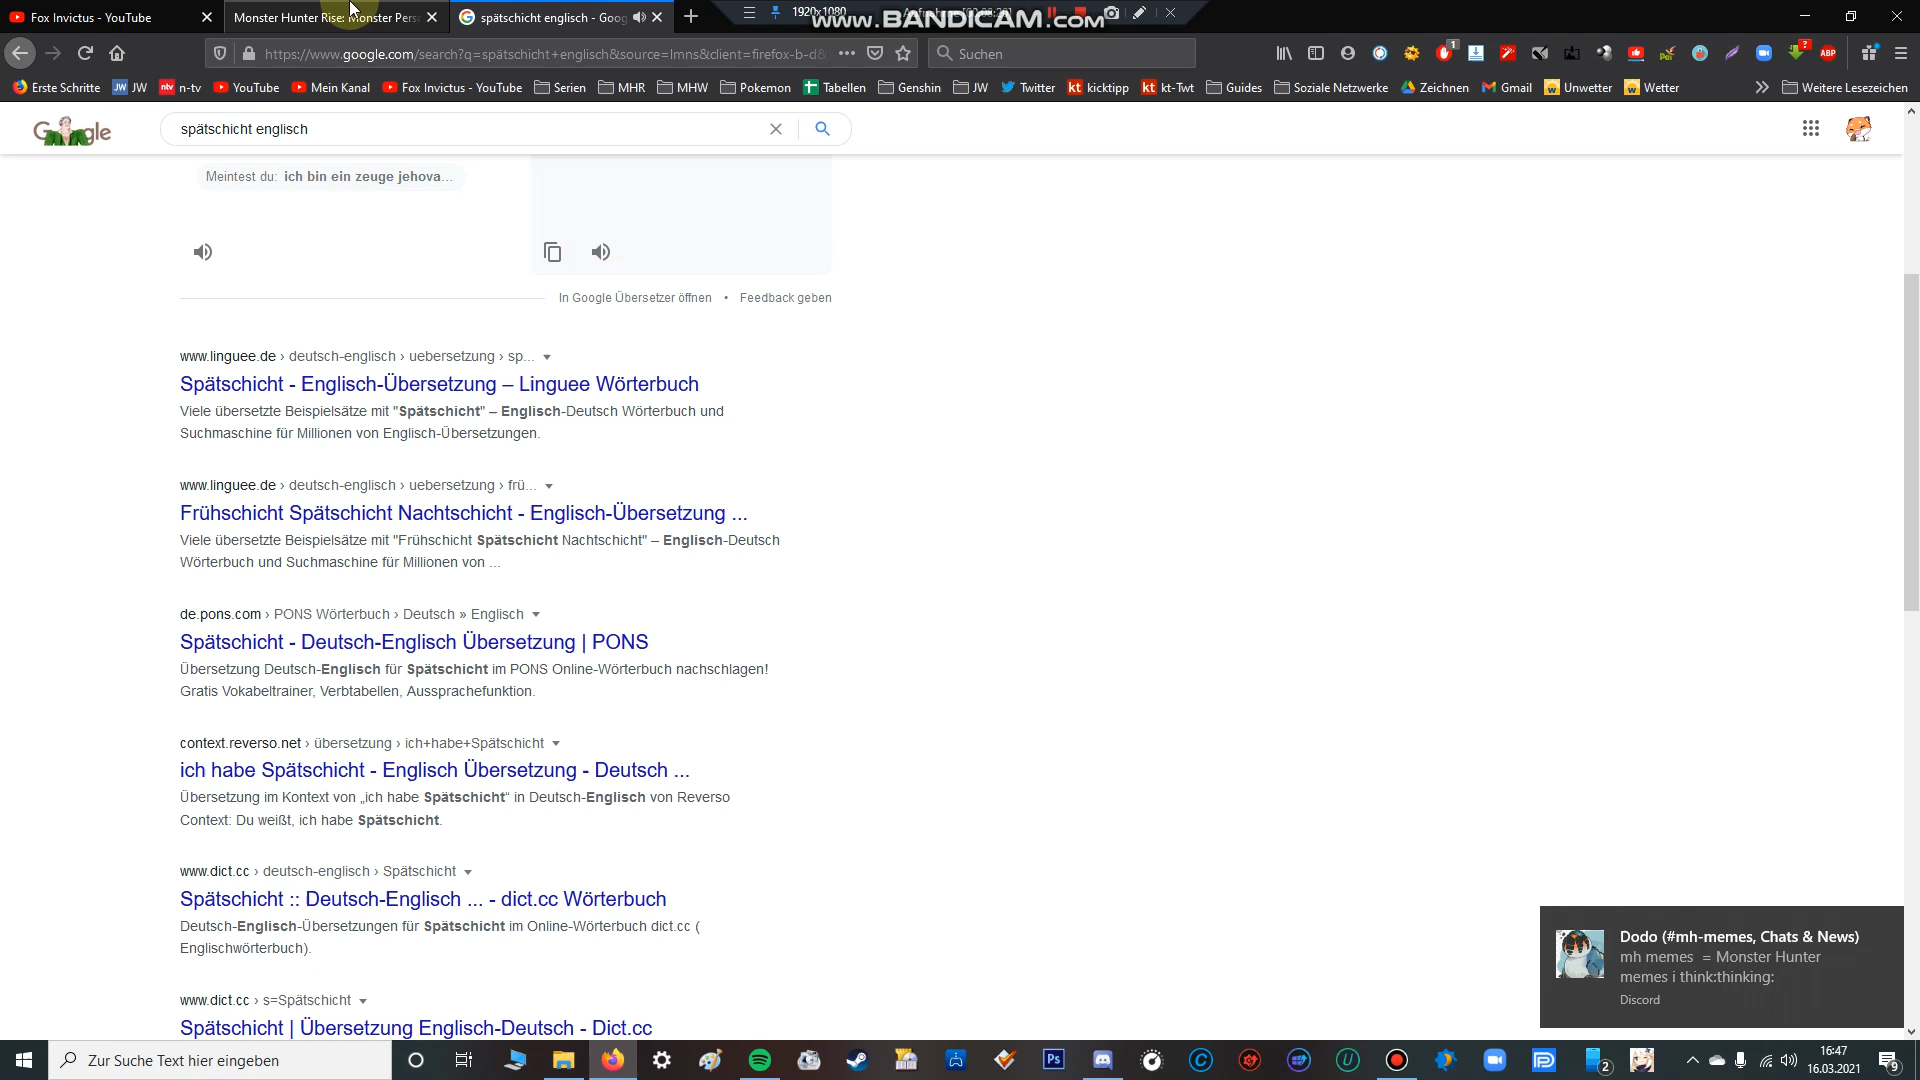 Fox Invictus - YouTube
Monster Hunter Rise: Monster Pers
spätschicht englisch - Goog
1920x1080
www.BANDICAM.com
https://www.google.com/search?q=spätschicht+englisch&source=lmns&client=firefox-b-d&
Suchen
1
?
ABP
Erste Schritte
JW JW
ntv n-tv
YouTube
Mein Kanal
Fox Invictus - YouTube
Serien
MHR
MHW
Pokemon
Tabellen
Genshin
JW
Twitter
kt kicktipp
kt kt-Twt
Guides
Soziale Netzwerke
Zeichnen
Gmail
Unwetter
Wetter
Weitere Lesezeichen
Google
spätschicht englisch
Meintest du: ich bin ein zeuge jehova...
In Google Übersetzer öffnen • Feedback geben
www.linguee.de › deutsch-englisch › uebersetzung › sp...
Spätschicht - Englisch-Übersetzung – Linguee Wörterbuch
Viele übersetzte Beispielsätze mit "Spätschicht" – Englisch-Deutsch Wörterbuch und
Suchmaschine für Millionen von Englisch-Übersetzungen.
www.linguee.de › deutsch-englisch › uebersetzung › frü...
Frühschicht Spätschicht Nachtschicht - Englisch-Übersetzung ...
Viele übersetzte Beispielsätze mit "Frühschicht Spätschicht Nachtschicht" – Englisch-Deutsch
Wörterbuch und Suchmaschine für Millionen von ...
de.pons.com › PONS Wörterbuch › Deutsch » Englisch
Spätschicht - Deutsch-Englisch Übersetzung | PONS
Übersetzung Deutsch-Englisch für Spätschicht im PONS Online-Wörterbuch nachschlagen!
Gratis Vokabeltrainer, Verbtabellen, Aussprachefunktion.
context.reverso.net › übersetzung › ich+habe+Spätschicht
ich habe Spätschicht - Englisch Übersetzung - Deutsch ...
Übersetzung im Kontext von „ich habe Spätschicht“ in Deutsch-Englisch von Reverso
Context: Du weißt, ich habe Spätschicht.
www.dict.cc › deutsch-englisch › Spätschicht
Spätschicht :: Deutsch-Englisch ... - dict.cc Wörterbuch
Deutsch-Englisch-Übersetzungen für Spätschicht im Online-Wörterbuch dict.cc (
Englischwörterbuch).
www.dict.cc › s=Spätschicht
Spätschicht | Übersetzung Englisch-Deutsch - Dict.cc
Dodo (#mh-memes, Chats & News)
mh memes = Monster Hunter
memes i think:thinking:
Discord
Zur Suche Text hier eingeben
Ps
2
16:47
16.03.2021
9